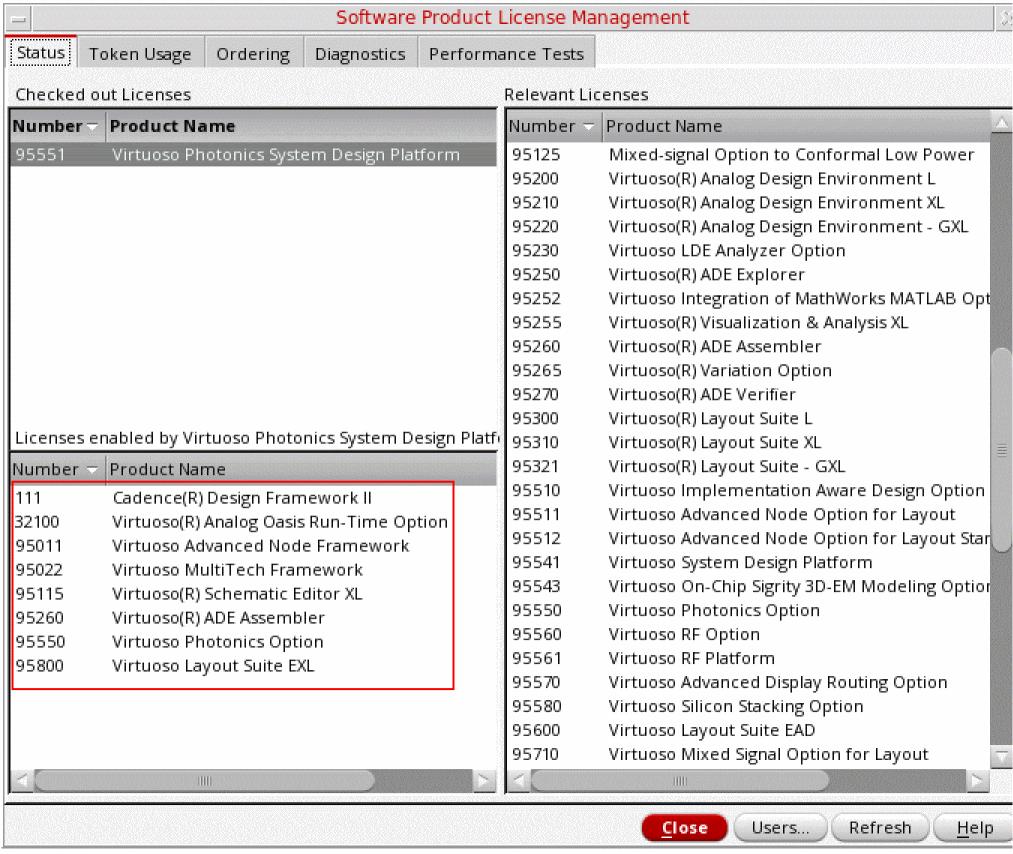 Software Product License Management
Status Token Usage Ordering Diagnostics Performance Tests
Checked out Licenses
Number Product Name
95551 Virtuoso Photonics System Design Platform
Licenses enabled by Virtuoso Photonics System Design Platf
Number Product Name
111 Cadence(R) Design Framework II
32100 Virtuoso(R) Analog Oasis Run-Time Option
95011 Virtuoso Advanced Node Framework
95022 Virtuoso MultiTech Framework
95115 Virtuoso(R) Schematic Editor XL
95260 Virtuoso(R) ADE Assembler
95550 Virtuoso Photonics Option
95800 Virtuoso Layout Suite EXL
Relevant Licenses
Number Product Name
95125 Mixed-signal Option to Conformal Low Power
95200 Virtuoso(R) Analog Design Environment L
95210 Virtuoso(R) Analog Design Environment XL
95220 Virtuoso(R) Analog Design Environment - GXL
95230 Virtuoso LDE Analyzer Option
95250 Virtuoso(R) ADE Explorer
95252 Virtuoso Integration of MathWorks MATLAB Opt
95255 Virtuoso(R) Visualization & Analysis XL
95260 Virtuoso(R) ADE Assembler
95265 Virtuoso(R) Variation Option
95270 Virtuoso(R) ADE Verifier
95300 Virtuoso(R) Layout Suite L
95310 Virtuoso(R) Layout Suite XL
95321 Virtuoso(R) Layout Suite - GXL
95510 Virtuoso Implementation Aware Design Option
95511 Virtuoso Advanced Node Option for Layout
95512 Virtuoso Advanced Node Option for Layout Star
95541 Virtuoso System Design Platform
95543 Virtuoso On-Chip Sigrity 3D-EM Modeling Option
95550 Virtuoso Photonics Option
95560 Virtuoso RF Option
95561 Virtuoso RF Platform
95570 Virtuoso Advanced Display Routing Option
95580 Virtuoso Silicon Stacking Option
95600 Virtuoso Layout Suite EAD
95710 Virtuoso Mixed Signal Option for Layout
Close Users... Refresh Help